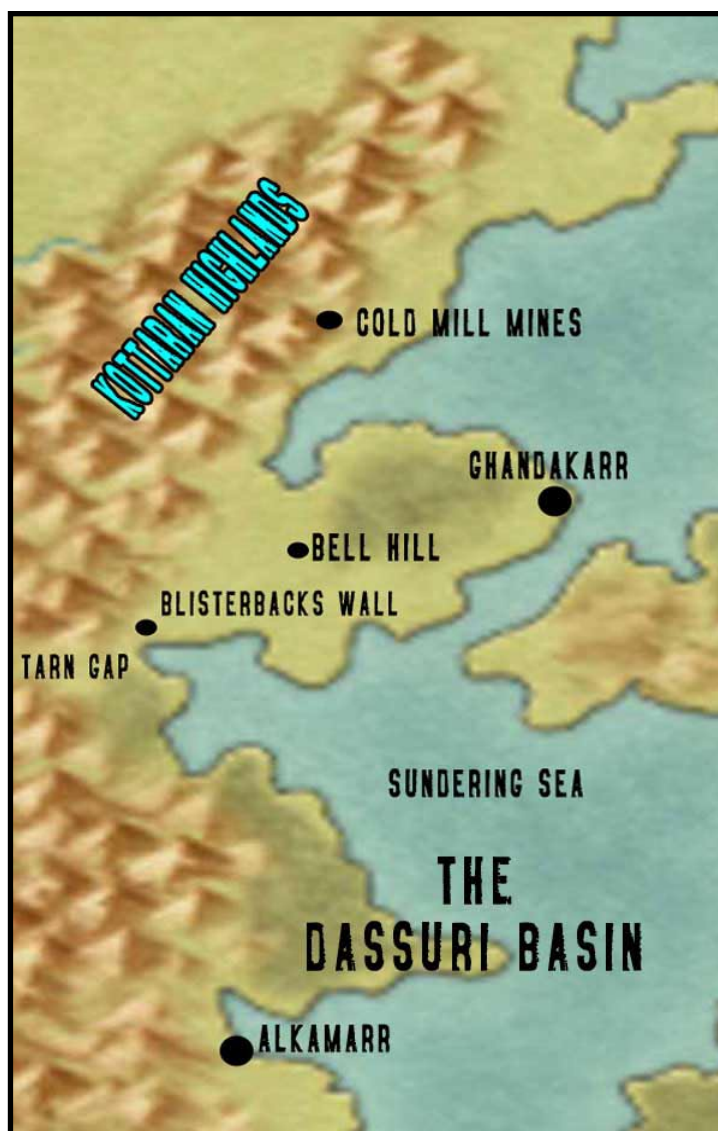 KOTTARAN HIGHLANDS
COLD MILL MINES
GHANDAKARR
BELL HILL
BLISTERBACKS WALL
TARN GAP
SUNDERING SEA
THE
DASSURI BASIN
ALKAMARR